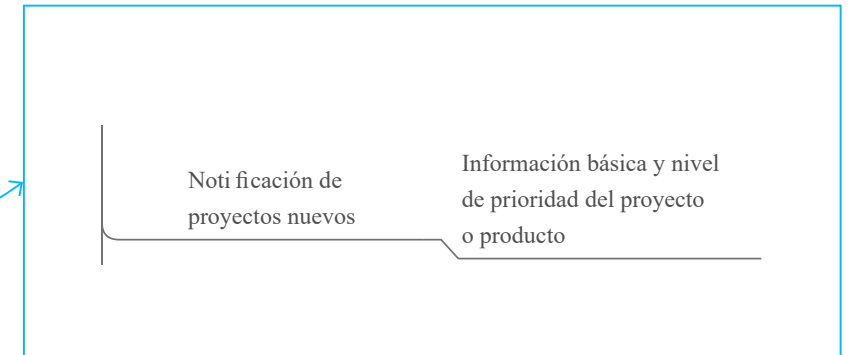 Noti ficación de
proyectos nuevos
Información básica y nivel
de prioridad del proyecto
o producto